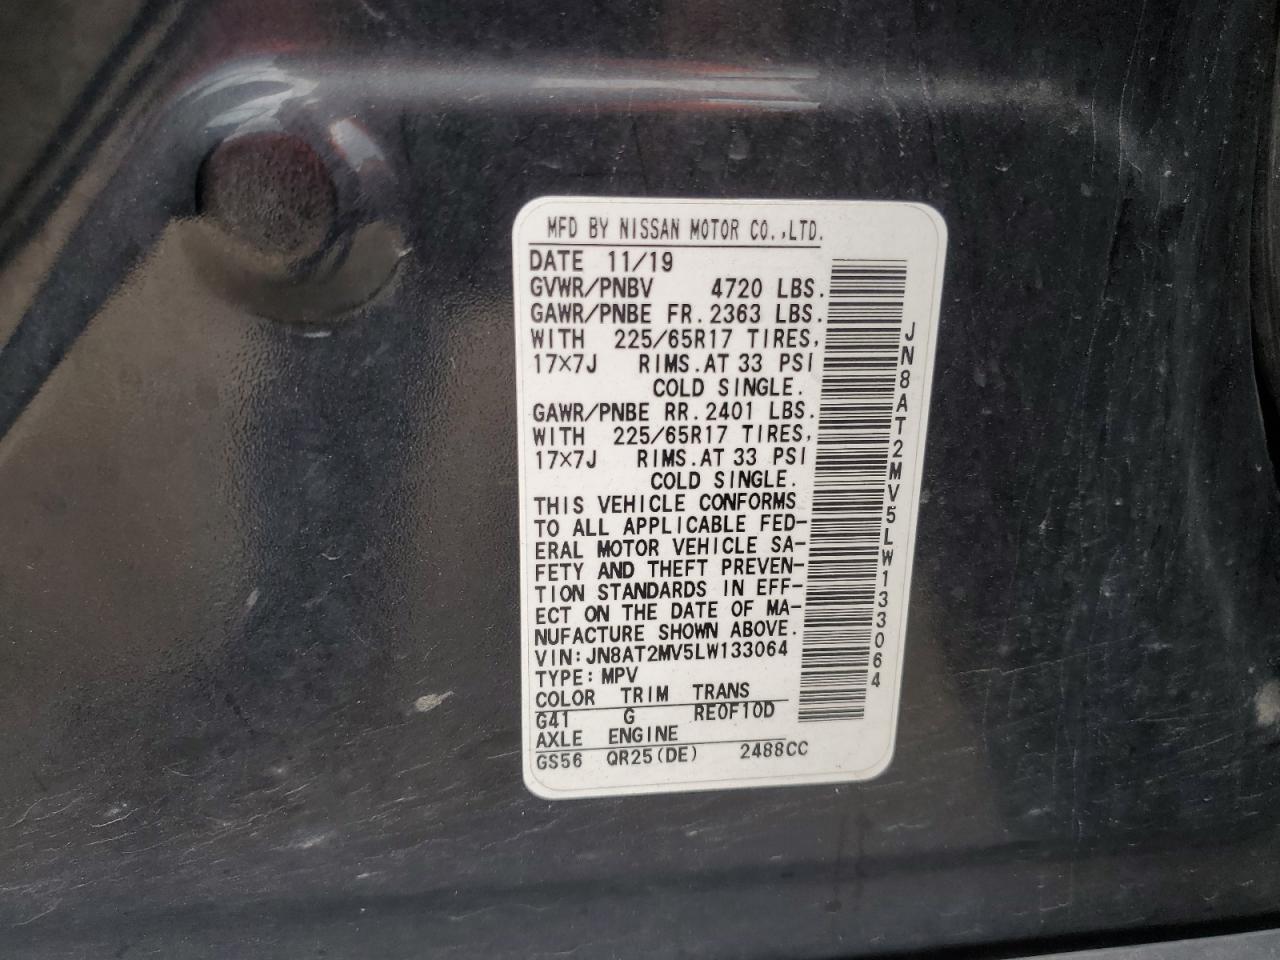 MFD BY NISSAN MOTOR CO.,LTD.
DATE 11/19
GVWR/PNBV 4720 LBS.
GAWR/PNBE FR.2363 LBS.
WITH 225/65R17 TIRES,
17×7J RIMS.AT 33 PSI
COLD SINGLE.
GAWR/PNBE RR.2401 LBS.
WITH 225/65R17 TIRES,
17×7J RIMS.AT 33 PSI
COLD SINGLE.
THIS VEHICLE CONFORMS
TO ALL APPLICABLE FED-
ERAL MOTOR VEHICLE SA-
FETY AND THEFT PREVEN-
TION STANDARDS IN EFF-
ECT ON THE DATE OF MA-
NUFACTURE SHOWN ABOVE.
VIN:JN8AT2MV5LW133064
TYPE:MPV
COLOR TRIM TRANS
G41 G RE0F10D
AXLE ENGINE
GS56 QR25(DE) 2488CC
JN8AT2MV5LW133064